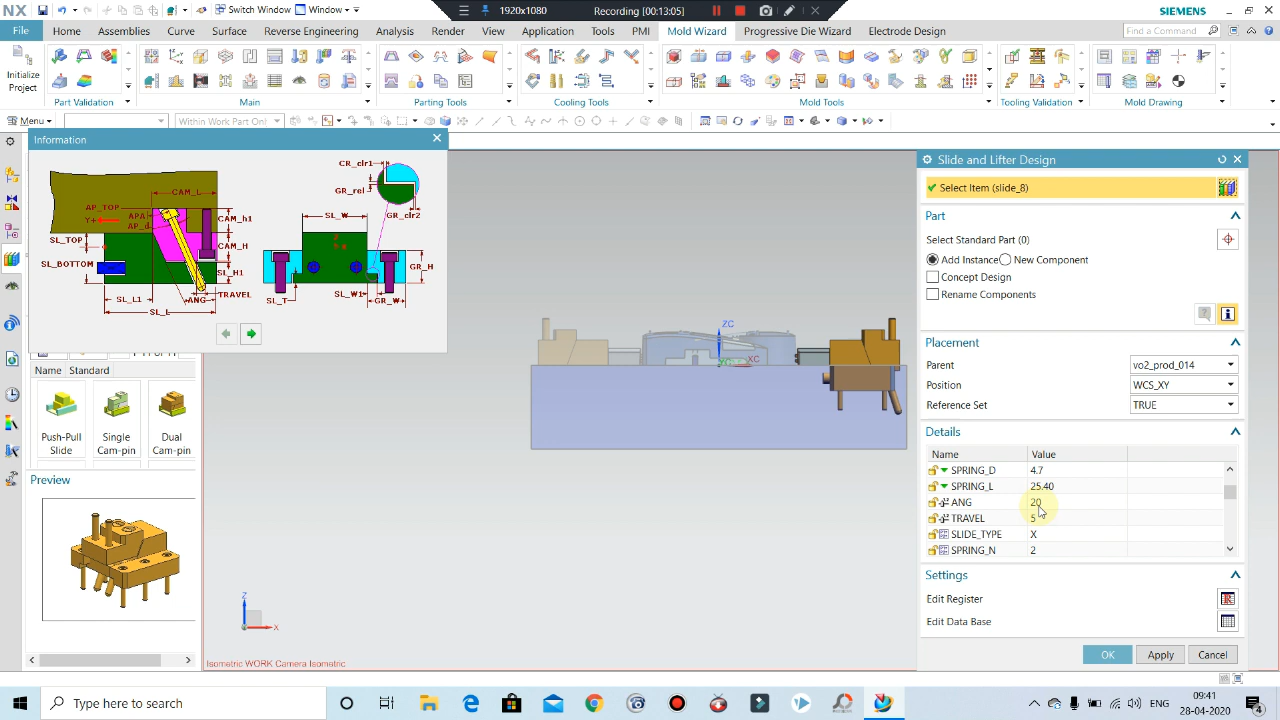 NX
Switch Window
Window
1920x1080
Recording [00:13:05]
SIEMENS
File
Home
Assemblies
Curve
Surface
Reverse Engineering
Analysis
Render
View
Application
Tools
PMI
Mold Wizard
Progressive Die Wizard
Electrode Design
Find a Command
Initialize
Project
Part Validation
Main
Parting Tools
Cooling Tools
Mold Tools
Tooling Validation
Mold Drawing
Menu
Within Work Part Only
Information
CAM_L
AP_TOP
Y+
APA
AP_d
CAM_h1
SL_TOP
CAM_H
SL_BOTTOM
SL_H1
TRAVEL
SL_L1
ANG
SL_L
CR_clr1
GR_rel
SL_W
GR_clr2
GR_H
SL_T
SL_W1
GR_W
Name
Standard
Push-Pull
Slide
Single
Cam-pin
Dual
Cam-pin
Preview
ZC
YC
XC
Z
X
Isometric WORK Camera Isometric
Slide and Lifter Design
Select Item (slide_8)
Part
Select Standard Part (0)
Add Instance
New Component
Concept Design
Rename Components
Placement
Parent
vo2_prod_014
Position
WCS_XY
Reference Set
TRUE
Details
Name Value
SPRING_D 4.7
SPRING_L 25.40
ANG 20
TRAVEL 5
SLIDE_TYPE X
SPRING_N 2
Settings
Edit Register
Edit Data Base
OK
Apply
Cancel
Type here to search
ENG
09:41
28-04-2020
4